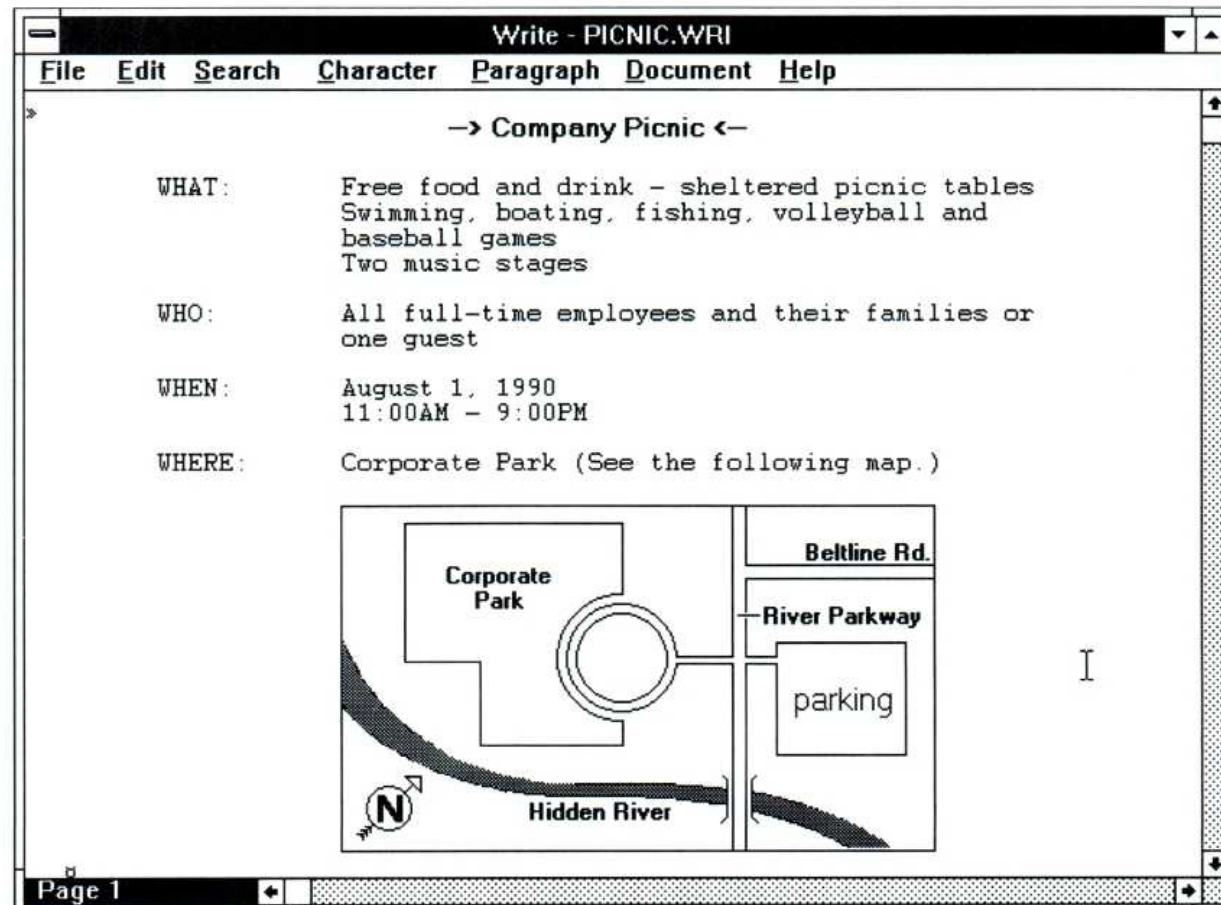 Write - PICNIC.WRI
File Edit Search Character Paragraph Document Help
–> Company Picnic <–
WHAT: Free food and drink – sheltered picnic tables
Swimming, boating, fishing, volleyball and
baseball games
Two music stages
WHO: All full-time employees and their families or
one guest
WHEN: August 1, 1990
11:00AM – 9:00PM
WHERE: Corporate Park (See the following map.)
Beltline Rd.
Corporate
Park
River Parkway
parking
N
Hidden River
Page 1